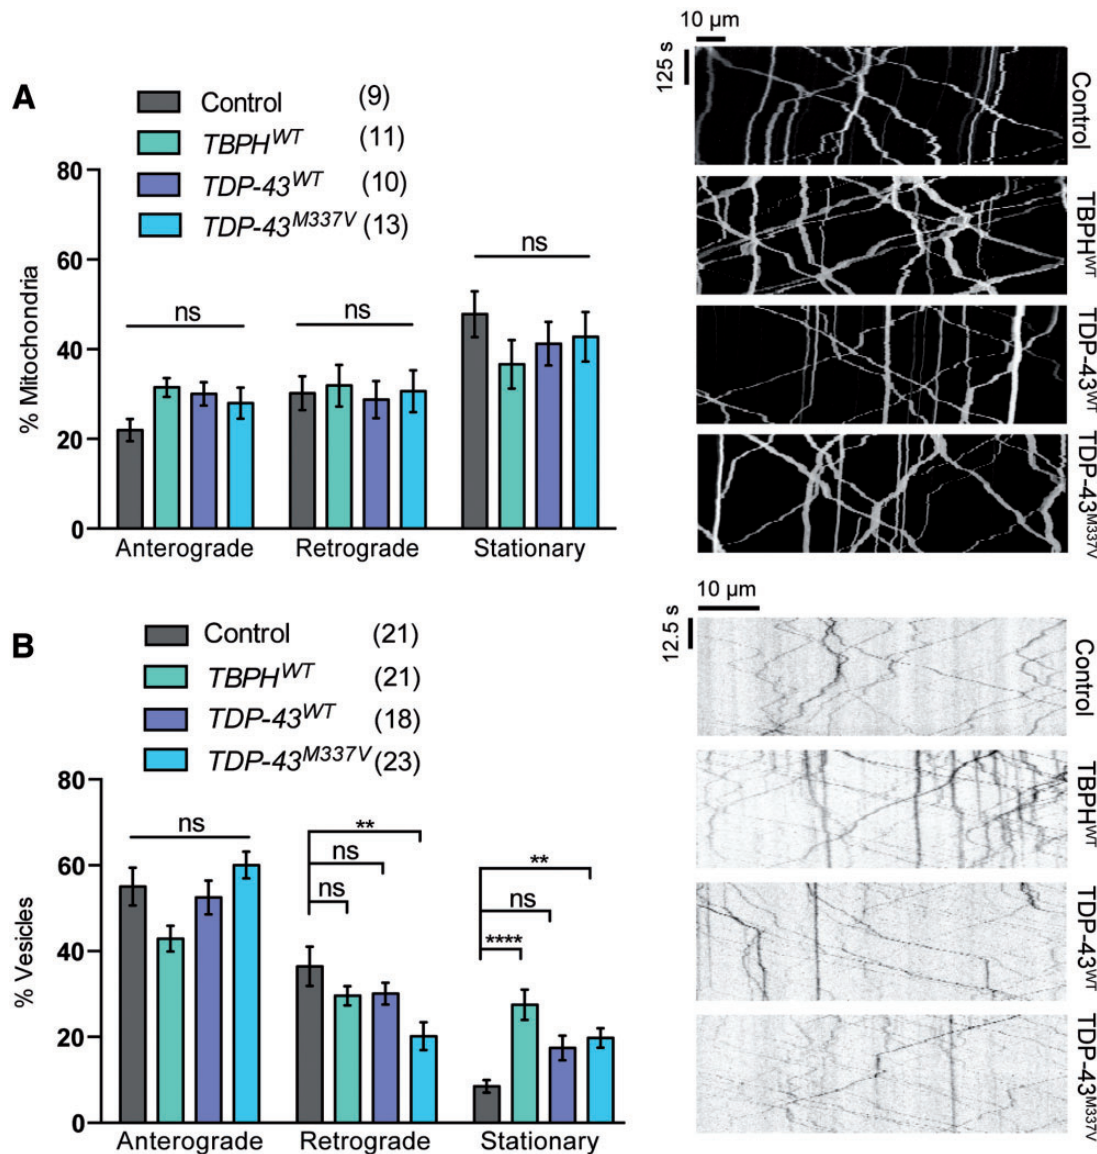 A
Control (9)
TBPH^WT (11)
TDP-43^WT (10)
TDP-43^M337V (13)
% Mitochondria
80
60
40
20
0
ns
ns
ns
Anterograde Retrograde Stationary
10 µm
125 s
Control
TBPH^WT
TDP-43^WT
TDP-43^M337V
B
Control (21)
TBPH^WT (21)
TDP-43^WT (18)
TDP-43^M337V (23)
% Vesicles
80
60
40
20
0
ns
**
ns
ns
**
ns
****
Anterograde Retrograde Stationary
10 µm
12.5 s
Control
TBPH^WT
TDP-43^WT
TDP-43^M337V